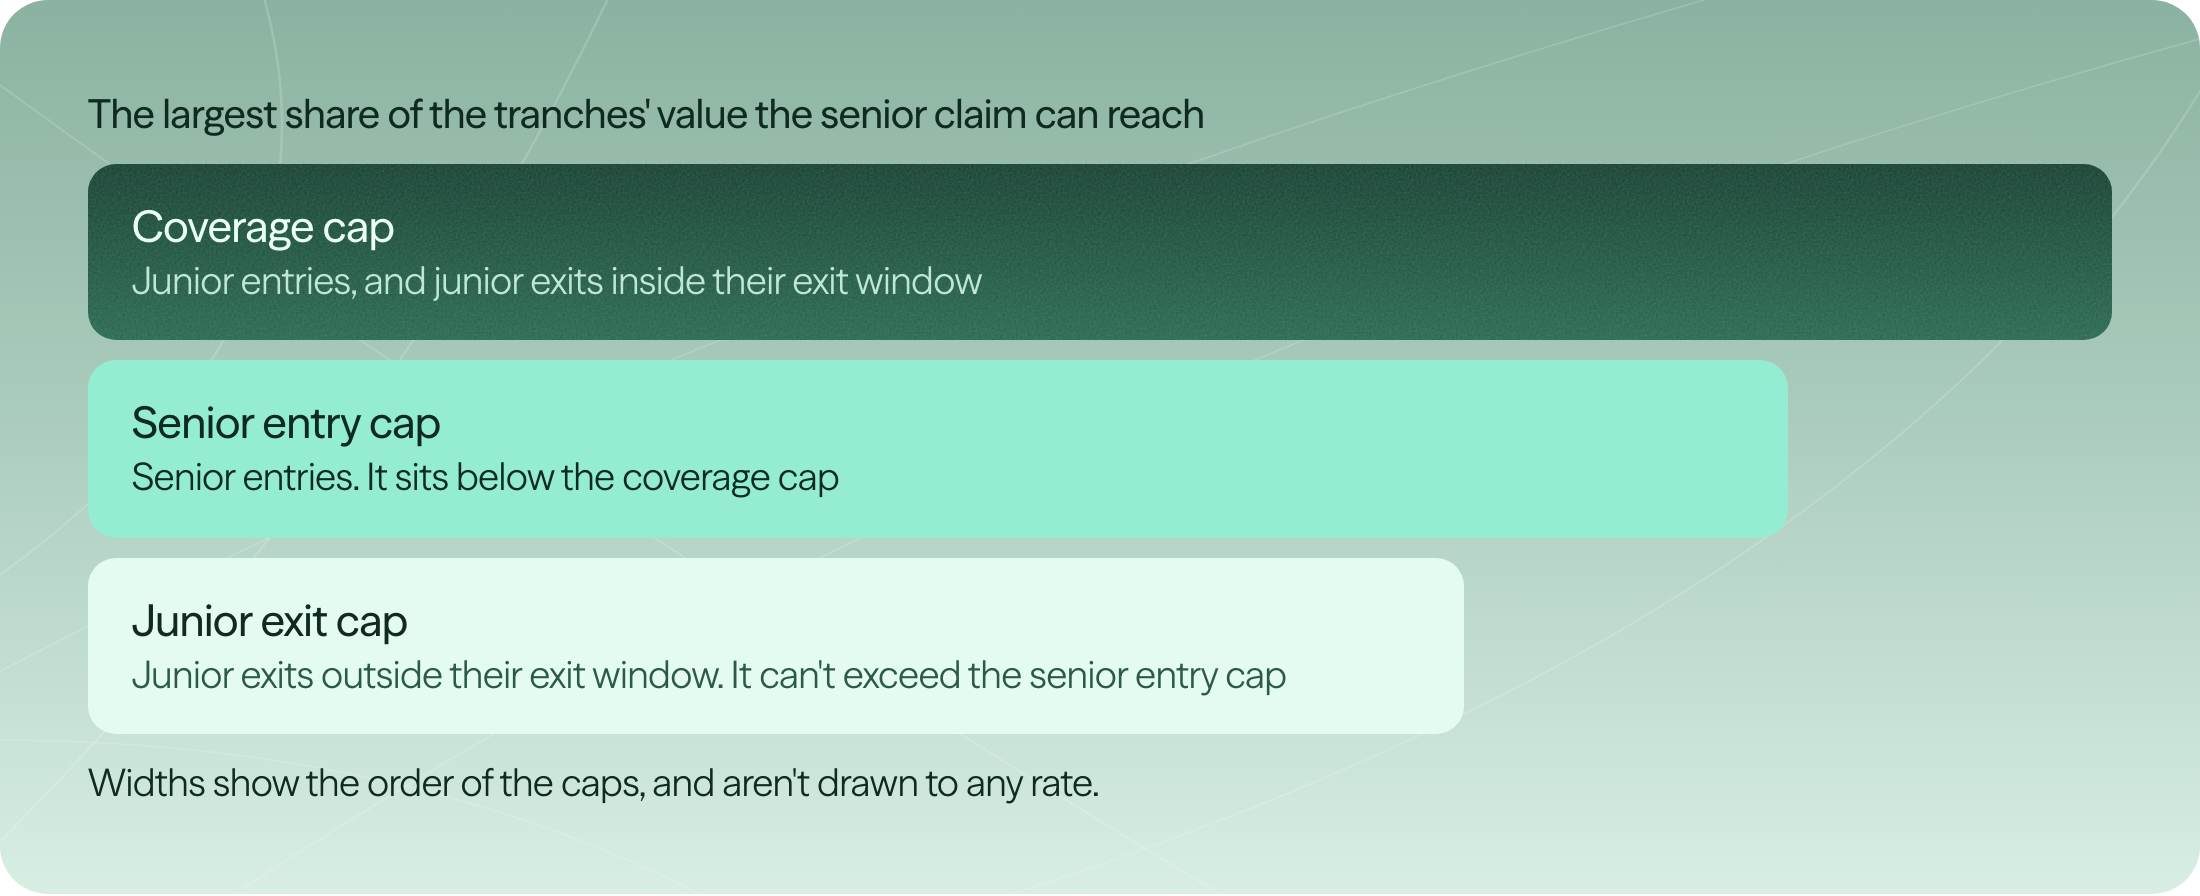 The largest share of the tranches' value the senior claim can reach
Coverage cap
Junior entries, and junior exits inside their exit window
Senior entry cap
Senior entries. It sits below the coverage cap
Junior exit cap
Junior exits outside their exit window. It can't exceed the senior entry cap
Widths show the order of the caps, and aren't drawn to any rate.